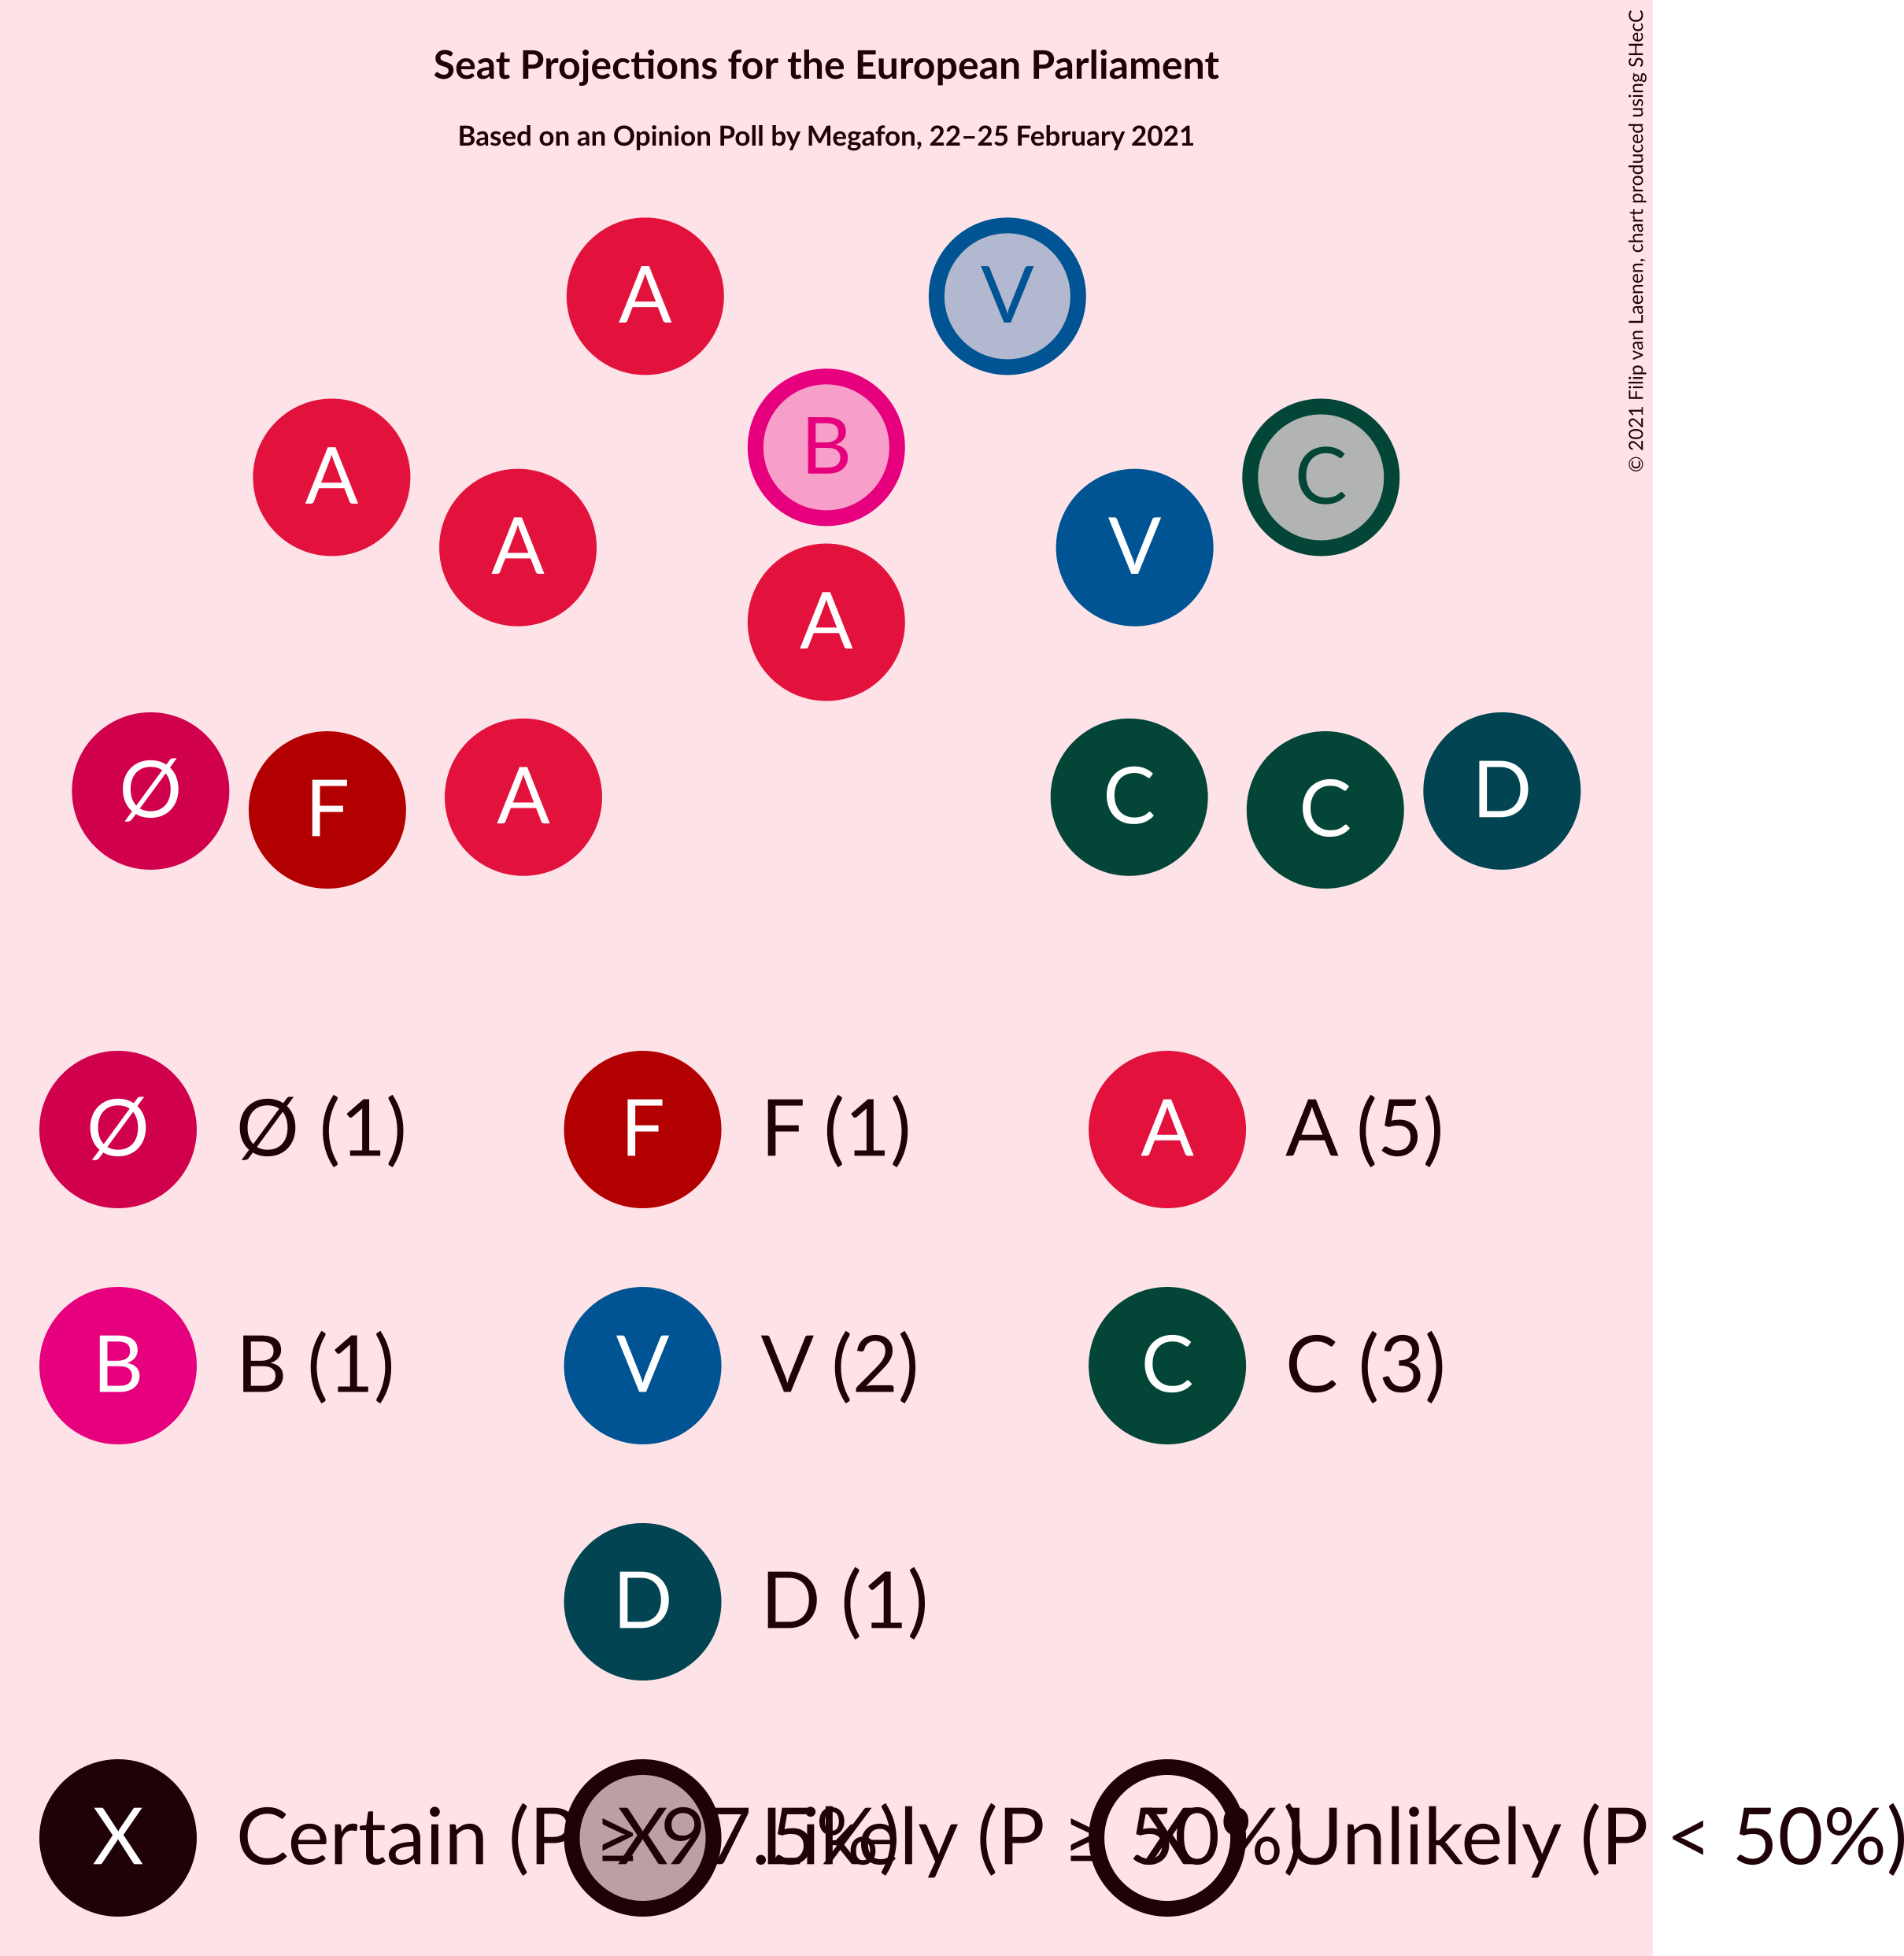 Seat Projections for the European Parliament
Based on an Opinion Poll by Megafon, 22–25 February 2021
© 2021 Filip van Laenen, chart produced using SHecC
A
V
B
A
C
A
V
A
Ø
F
A
C
C
D
Ø Ø (1)
F F (1)
A A (5)
B B (1)
V V (2)
C C (3)
D D (1)
X Certain (P ≥ 97.5%)
X Likely (P ≥ 50%)
X Unlikely (P < 50%)